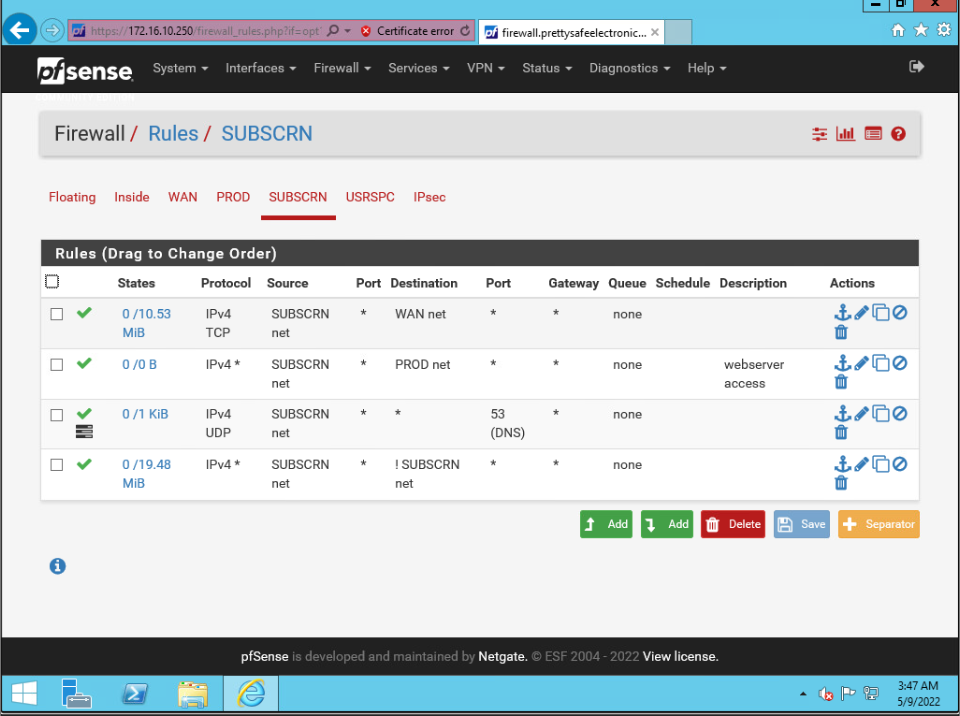 https://172.16.10.250/firewall_rules.php?if=opt
Certificate error
firewall.prettysafeelectronic...
pfsense
System Interfaces Firewall Services VPN Status Diagnostics Help
Firewall / Rules / SUBSCRN
Floating Inside WAN PROD SUBSCRN USRSPC IPsec
Rules (Drag to Change Order)
States Protocol Source Port Destination Port Gateway Queue Schedule Description Actions
0 /10.53 IPv4 SUBSCRN * WAN net * * none
MiB TCP net
0 /0 B IPv4 * SUBSCRN * PROD net * * none webserver
net access
0 /1 KiB IPv4 SUBSCRN * * 53 * none
UDP net (DNS)
0 /19.48 IPv4 * SUBSCRN * ! SUBSCRN * * none
MiB net net
Add Add Delete Save Separator
pfSense is developed and maintained by Netgate. © ESF 2004 - 2022 View license.
3:47 AM
5/9/2022